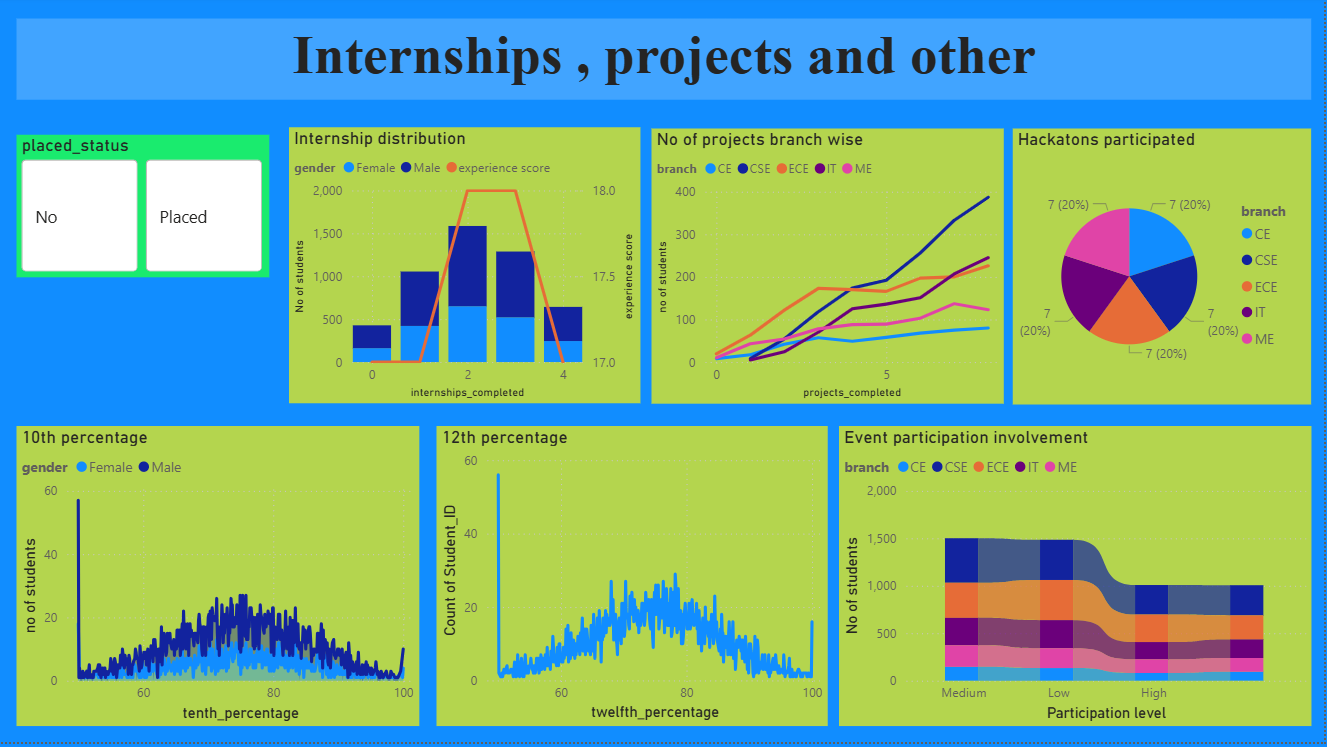 Internships , projects and other
placed_status
No
Placed
Internship distribution
gender Female Male experience score
2,000
1,500
1,000
500
0
No of students
18.0
17.5
17.0
experience score
0 2 4
internships_completed
No of projects branch wise
branch CE CSE ECE IT ME
400
300
200
100
0
no of students
0 5
projects_completed
Hackatons participated
7 (20%)
7 (20%)
7
(20%)
7 (20%)
7
(20%)
branch
CE
CSE
ECE
IT
ME
10th percentage
gender Female Male
60
40
20
0
no of students
60 80 100
tenth_percentage
12th percentage
60
40
20
0
Count of Student_ID
60 80 100
twelfth_percentage
Event participation involvement
branch CE CSE ECE IT ME
2,000
1,500
1,000
500
0
No of students
Medium Low High
Participation level